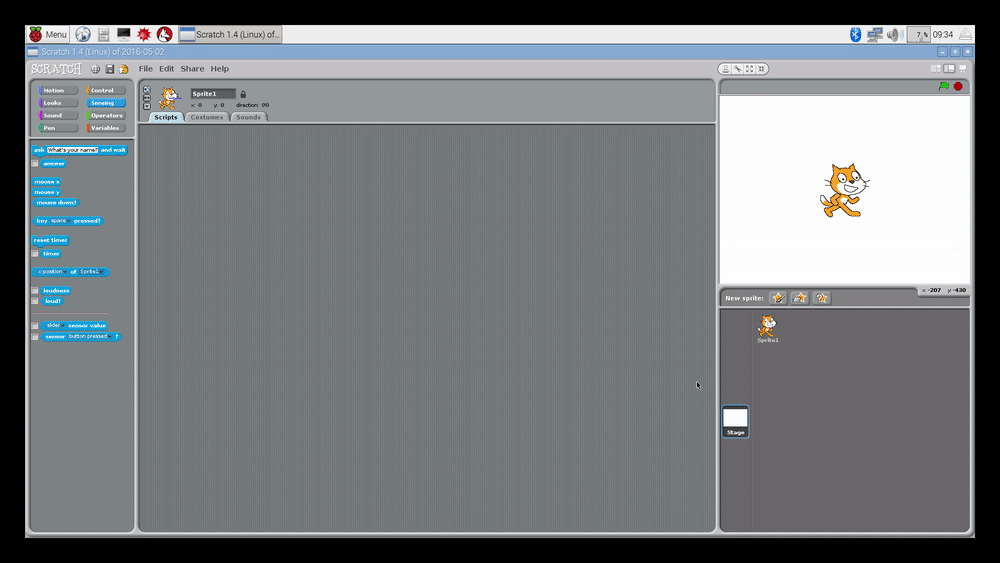 Menu
Scratch 1.4 (Linux) of...
7 %
09:34
Scratch 1.4 (Linux) of 2016-05-02
SCRATCH
File Edit Share Help
Motion Control
Looks Sensing
Sound Operators
Pen Variables
Sprite1
x: 0 y: 0 direction: 90
Scripts Costumes Sounds
ask What's your name? and wait
answer
mouse x
mouse y
mouse down?
key space pressed?
reset timer
timer
x position of Sprite1
loudness
loud?
slider sensor value
sensor button pressed ?
x: -207 y: -430
New sprite:
Sprite1
Stage